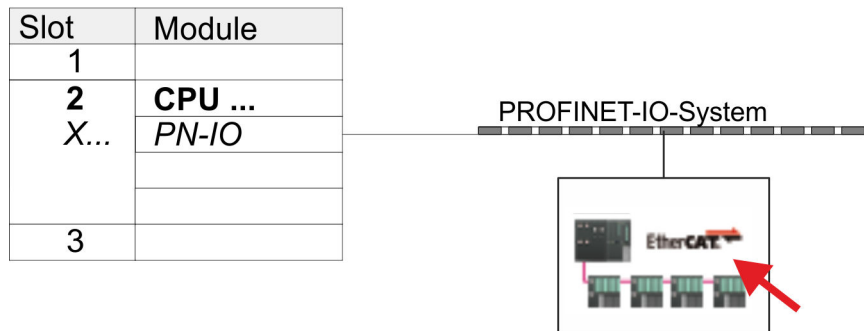 Slot Module
1
2 CPU ...
X... PN-IO
3
PROFINET-IO-System
EtherCAT